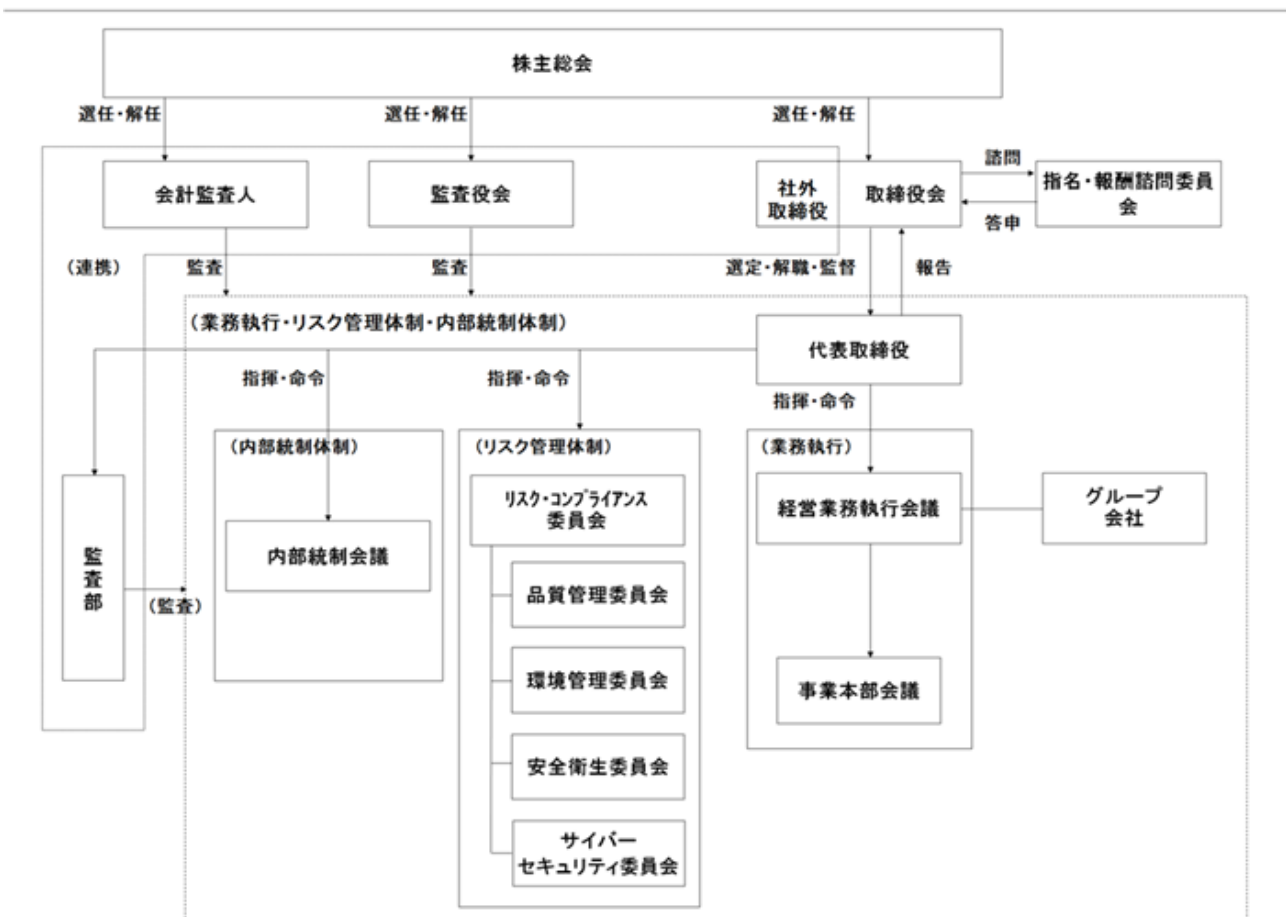 株主総会
選任・解任
選任・解任
選任・解任
会計監査人
監査役会
社外
取締役
取締役会
諮問
答申
指名・報酬諮問委員
会
（連携）
監査
監査
選定・解職・監督
報告
（業務執行・リスク管理体制・内部統制体制）
代表取締役
指揮・命令
指揮・命令
指揮・命令
（内部統制体制）
（リスク管理体制）
（業務執行）
監査部
（監査）
内部統制会議
リスク・コンプライアンス
委員会
品質管理委員会
環境管理委員会
安全衛生委員会
サイバー
セキュリティ委員会
経営業務執行会議
グループ
会社
事業本部会議